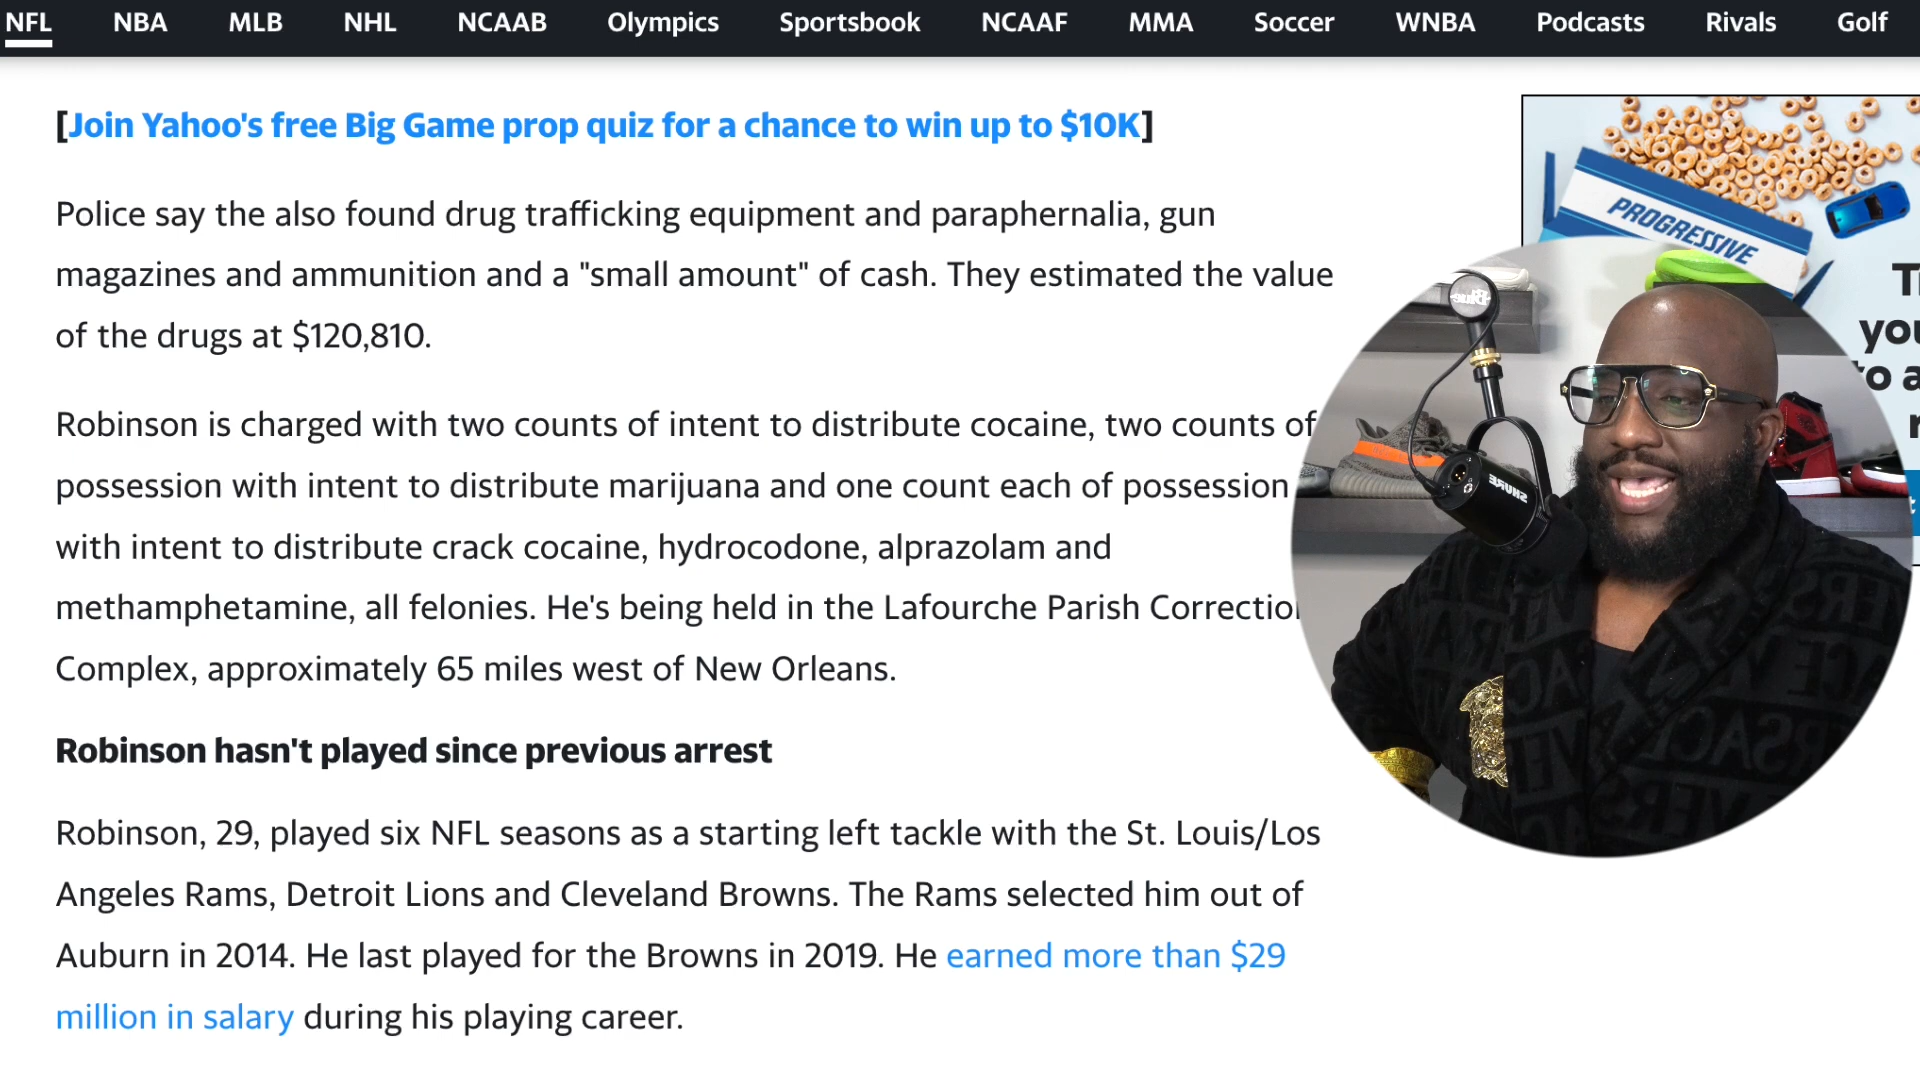 NFL NBA MLB NHL NCAAB Olympics Sportsbook NCAAF MMA Soccer WNBA Podcasts Rivals Golf
[Join Yahoo's free Big Game prop quiz for a chance to win up to $10K]
Police say the also found drug trafficking equipment and paraphernalia, gun
magazines and ammunition and a "small amount" of cash. They estimated the value
of the drugs at $120,810.
Robinson is charged with two counts of intent to distribute cocaine, two counts of
possession with intent to distribute marijuana and one count each of possession
with intent to distribute crack cocaine, hydrocodone, alprazolam and
methamphetamine, all felonies. He's being held in the Lafourche Parish
Complex, approximately 65 miles west of New Orleans.
Robinson hasn't played since previous arrest
Robinson, 29, played six NFL seasons as a starting left tackle with the St. Louis/Los
Angeles Rams, Detroit Lions and Cleveland Browns. The Rams selected him out of
Auburn in 2014. He last played for the Browns in 2019. He earned more than $29
million in salary during his playing career.
PROGRESSIVE
SHURE